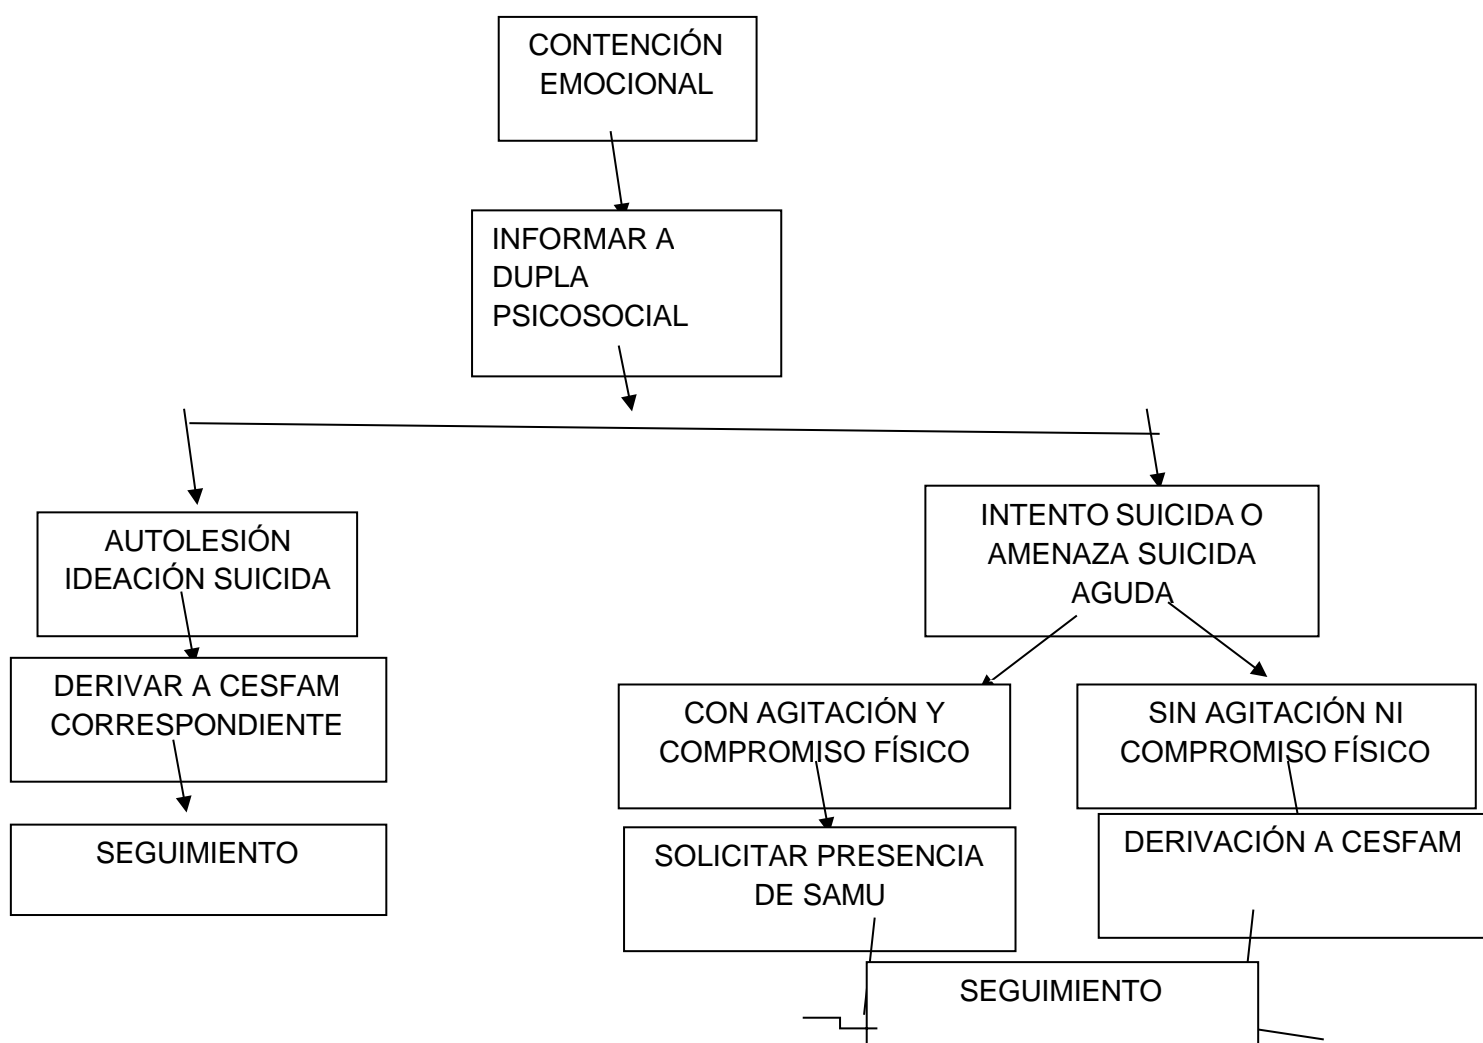 CONTENCIÓN
EMOCIONAL
INFORMAR A
DUPLA
PSICOSOCIAL
AUTOLESIÓN
IDEACIÓN SUICIDA
INTENTO SUICIDA O
AMENAZA SUICIDA
AGUDA
DERIVAR A CESFAM
CORRESPONDIENTE
CON AGITACIÓN Y
COMPROMISO FÍSICO
SIN AGITACIÓN NI
COMPROMISO FÍSICO
SEGUIMIENTO
SOLICITAR PRESENCIA
DE SAMU
DERIVACIÓN A CESFAM
SEGUIMIENTO